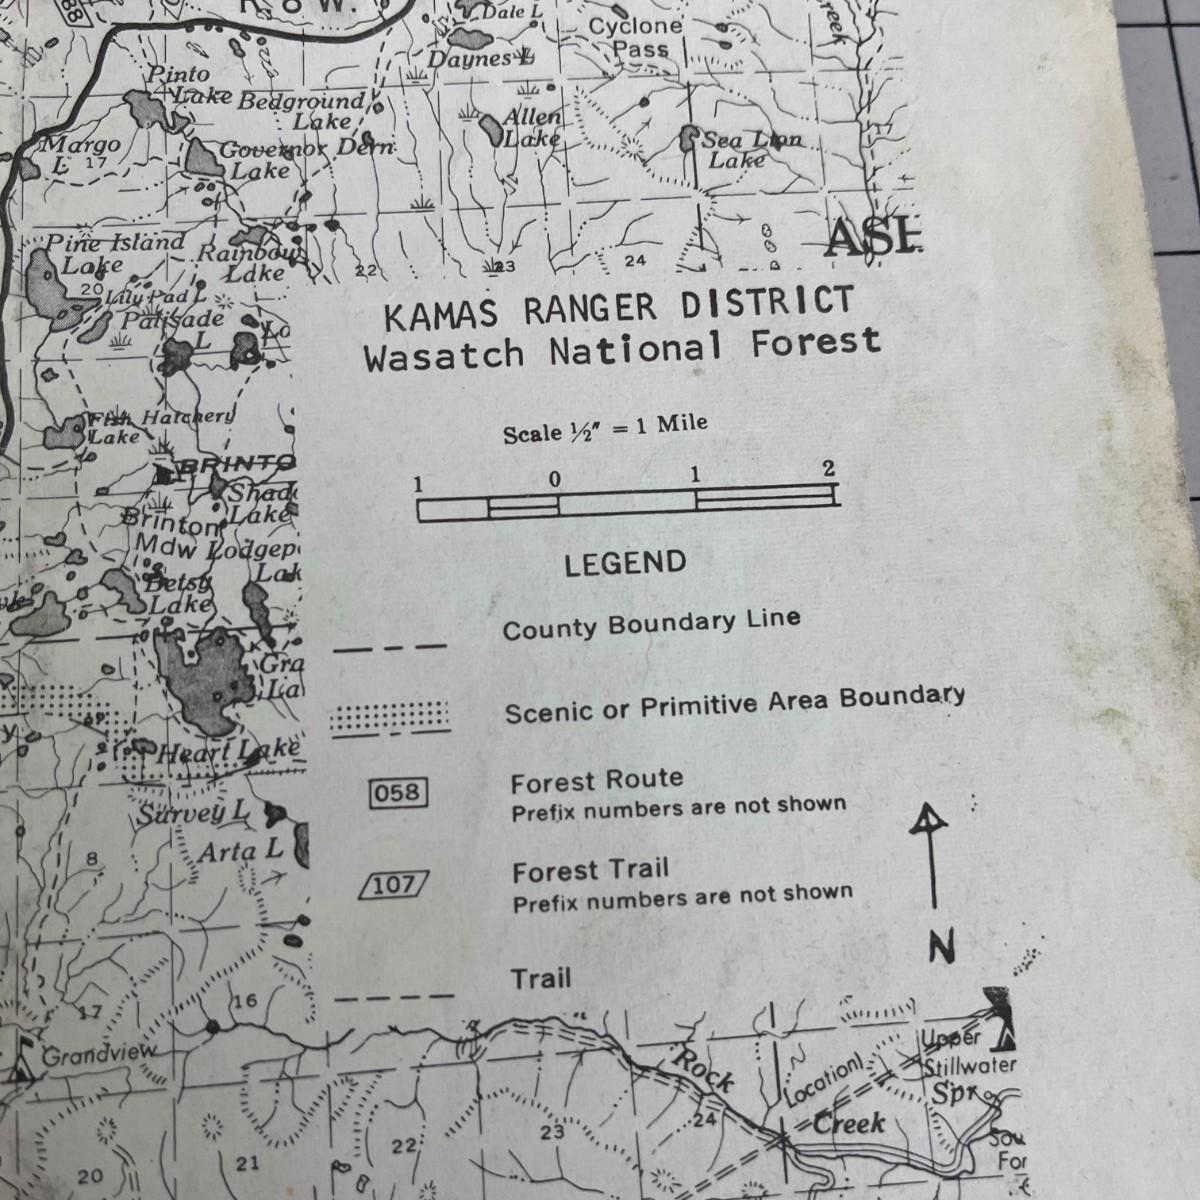 R 8 W.
88
Dale L
Cyclone
Pass
Daynes L
Pinto
Lake
Bedground
Lake
Allen
Lake
Sea Lion
Lake
17
Margo
L
17
Governor Dern
Lake
Pine Island
Lake
Rainbow
Lake
22
23
24
20
Lily Pad L
Palisade
L
KAMAS RANGER DISTRICT
Wasatch National Forest
Fish Hatchery
Lake
Scale ½" = 1 Mile
1 0 1 2
Brinton
Mdw
Lake
LEGEND
Betsy
Lake
County Boundary Line
Scenic or Primitive Area Boundary
Heart Lake
058
Forest Route
Prefix numbers are not shown
Survey L
Arta L
8
107
Forest Trail
Prefix numbers are not shown
N
Trail
16
17
Grandview
Rock
Creek
(Location)
Upper
Stillwater
24
23
22
21
20